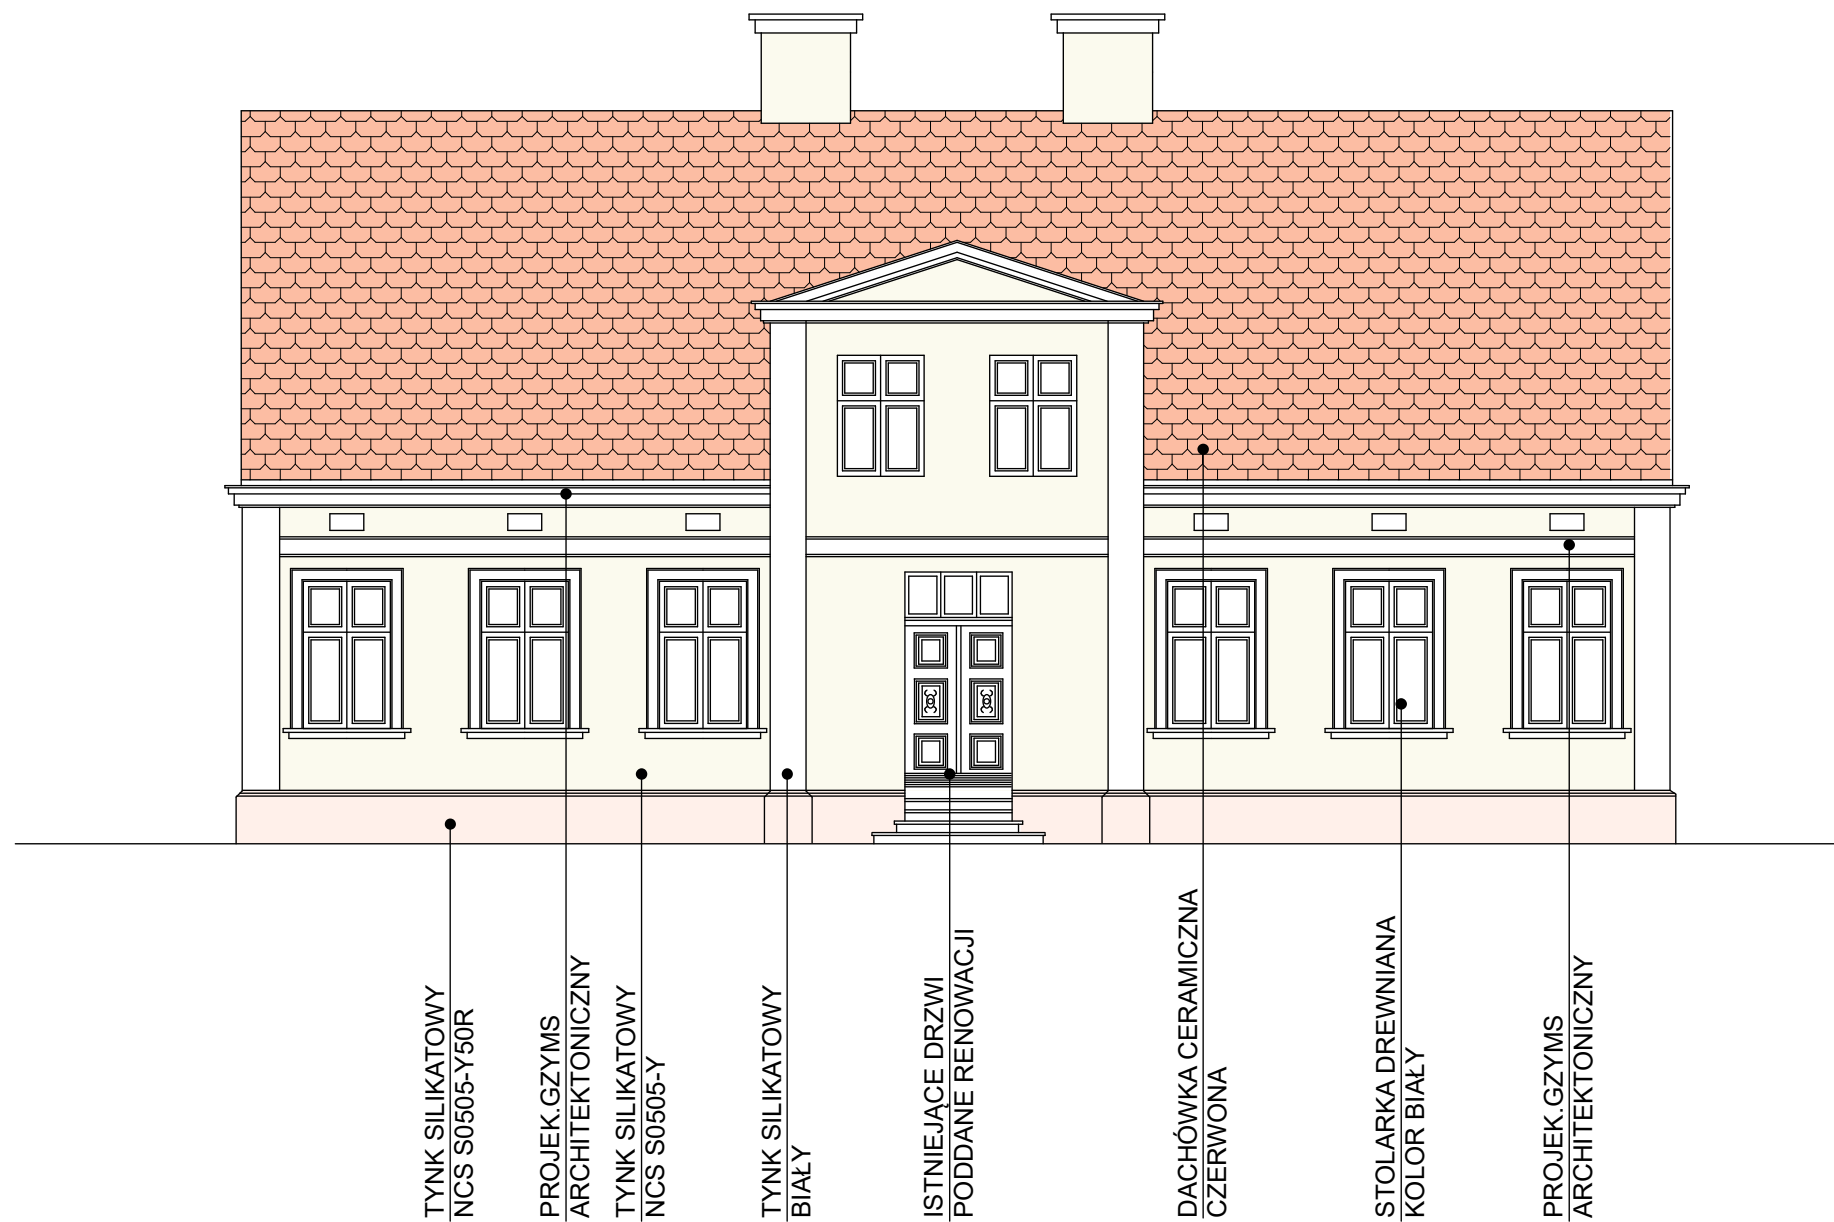 TYNK SILIKATOWY
NCS S0505-Y50R
PROJEK.GZYMS
ARCHITEKTONICZNY
TYNK SILIKATOWY
NCS S0505-Y
TYNK SILIKATOWY
BIAŁY
ISTNIEJĄCE DRZWI
PODDANE RENOWACJI
DACHÓWKA CERAMICZNA
CZERWONA
STOLARKA DREWNIANA
KOLOR BIAŁY
PROJEK.GZYMS
ARCHITEKTONICZNY